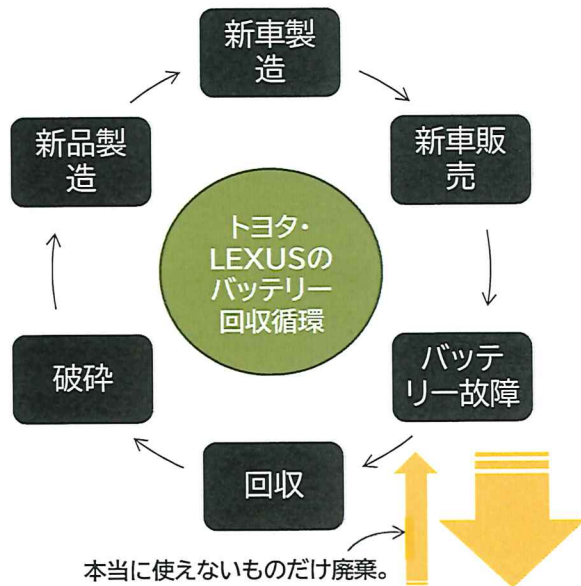 新車製
造
新品製
造
新車販
売
トヨタ・
LEXUSの
バッテリー
回収循環
破砕
バッテ
リー故障
回収
本当に使えないものだけ廃棄。